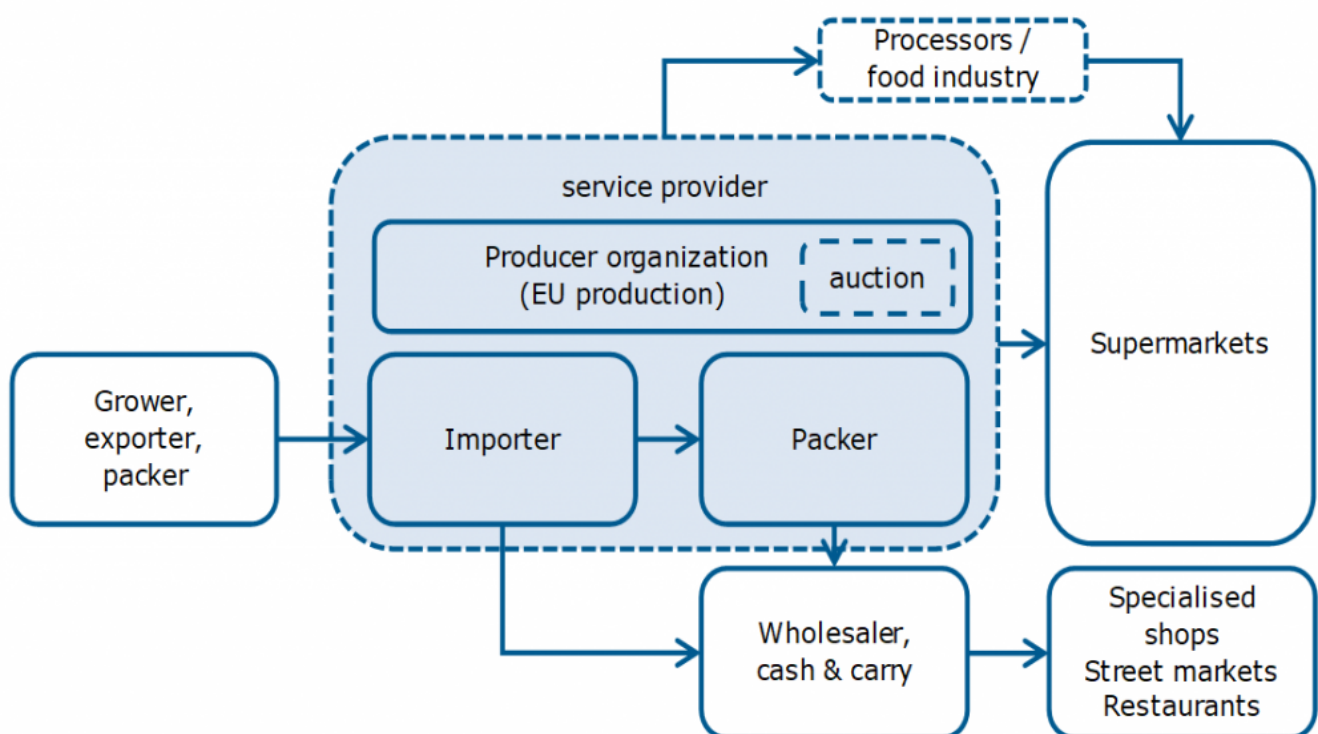 Processors /
food industry
service provider
Producer organization
(EU production)
auction
Supermarkets
Grower,
exporter,
packer
Importer
Packer
Wholesaler,
cash & carry
Specialised
shops
Street markets
Restaurants